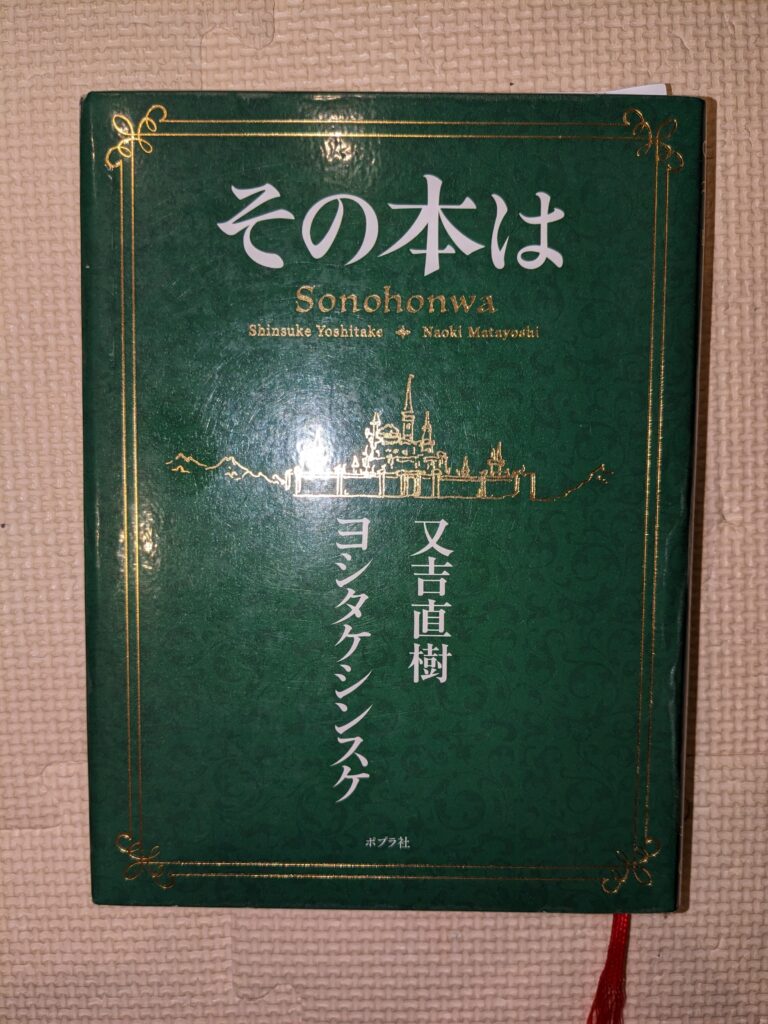 その本は
Sonohonwa
Shinsuke Yoshitake Naoki Matayoshi
又吉直樹
ヨシタケシンスケ
ポプラ社